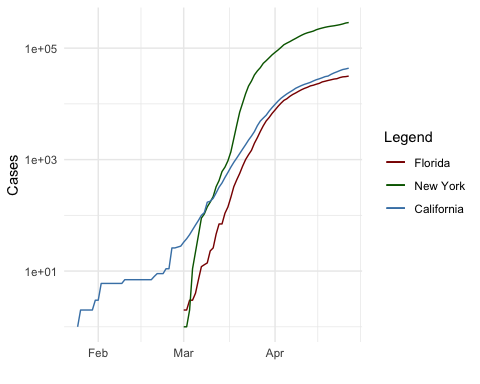 1e+05
1e+03
1e+01
Cases
Feb
Mar
Apr
Legend
Florida
New York
California